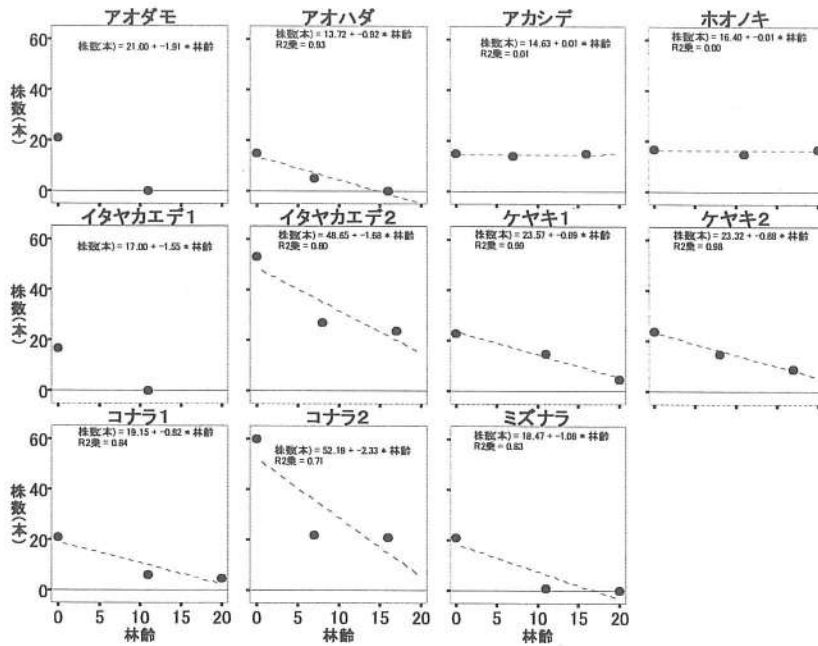 アオダモ
株数(本) = 21.00 + -1.91 * 林齢
アオハダ
株数(本) = 13.72 + -0.92 * 林齢
R2乗 = 0.93
アカシデ
株数(本) = 14.63 + 0.01 * 林齢
R2乗 = 0.01
ホオノキ
株数(本) = 16.40 + -0.01 * 林齢
R2乗 = 0.00
株数(本)
60
40
20
0
イタヤカエデ1
株数(本) = 17.00 + -1.55 * 林齢
イタヤカエデ2
株数(本) = 48.65 + -1.68 * 林齢
R2乗 = 0.80
ケヤキ1
株数(本) = 23.57 + -0.89 * 林齢
R2乗 = 0.99
ケヤキ2
株数(本) = 23.32 + -0.88 * 林齢
R2乗 = 0.98
株数(本)
60
40
20
0
コナラ1
株数(本) = 19.15 + -0.82 * 林齢
R2乗 = 0.84
コナラ2
株数(本) = 52.18 + -2.33 * 林齢
R2乗 = 0.71
ミズナラ
株数(本) = 18.47 + -1.08 * 林齢
R2乗 = 0.83
株数(本)
60
40
20
0
0 5 10 15 20
林齢
0 5 10 15 20
林齢
0 5 10 15 20
林齢